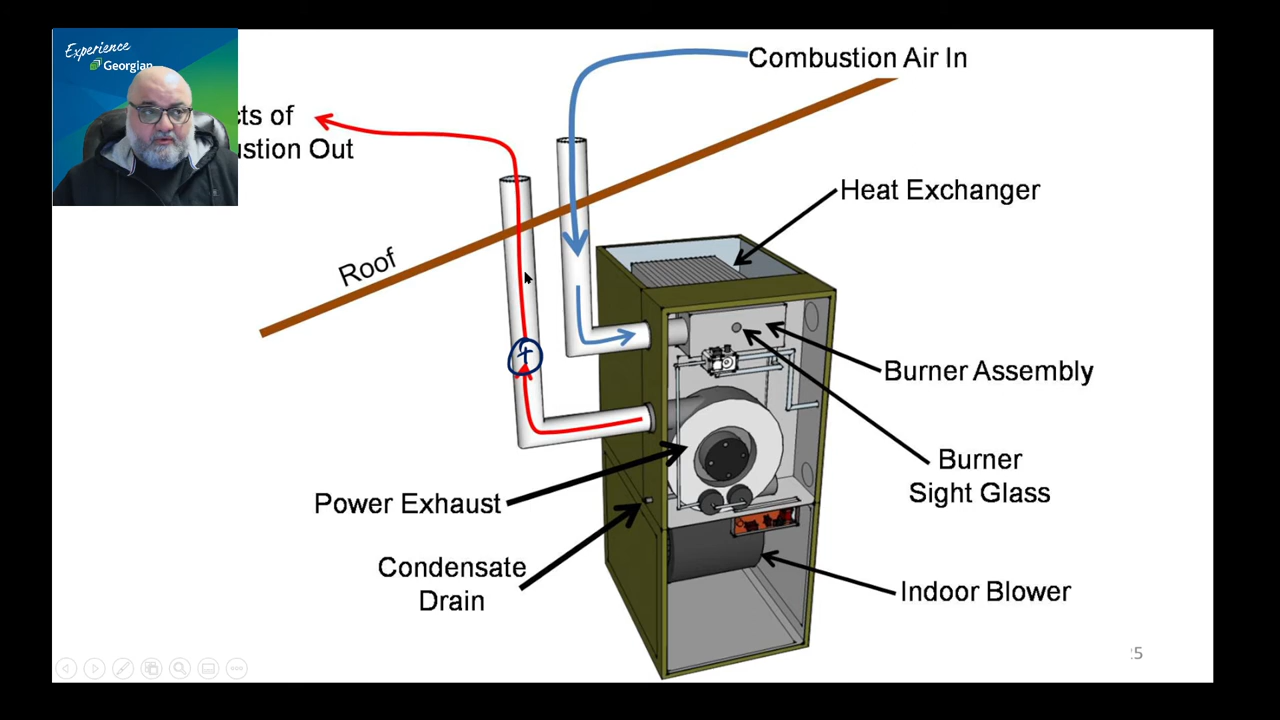 Experience
Georgian
Combustion Air In
cts of
ustion Out
Heat Exchanger
Roof
+
Burner Assembly
Burner
Sight Glass
Power Exhaust
Condensate
Drain
Indoor Blower
25